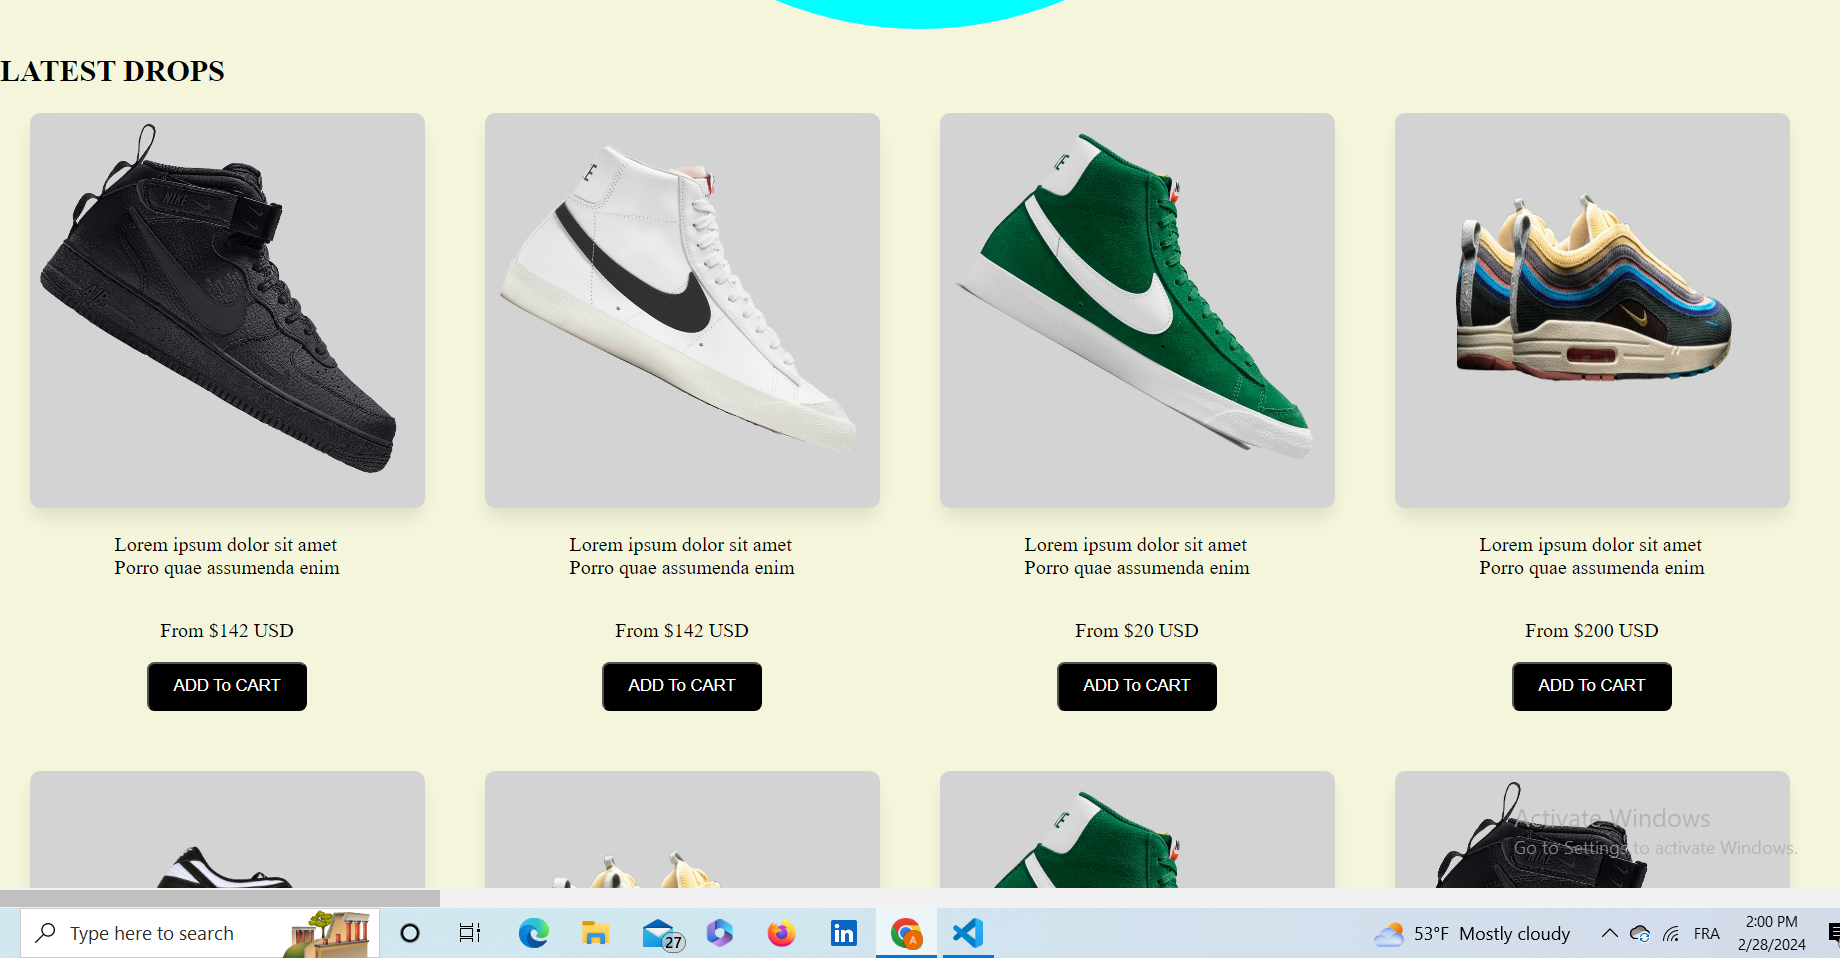 LATEST DROPS
NIKE
AIR
E
E
Lorem ipsum dolor sit amet
Porro quae assumenda enim
From $142 USD
ADD To CART
Lorem ipsum dolor sit amet
Porro quae assumenda enim
From $142 USD
ADD To CART
Lorem ipsum dolor sit amet
Porro quae assumenda enim
From $20 USD
ADD To CART
Lorem ipsum dolor sit amet
Porro quae assumenda enim
From $200 USD
ADD To CART
E
NIKE
Activate Windows
Go to Settings to activate Windows.
Type here to search
27
in
A
53°F Mostly cloudy
FRA
2:00 PM
2/28/2024